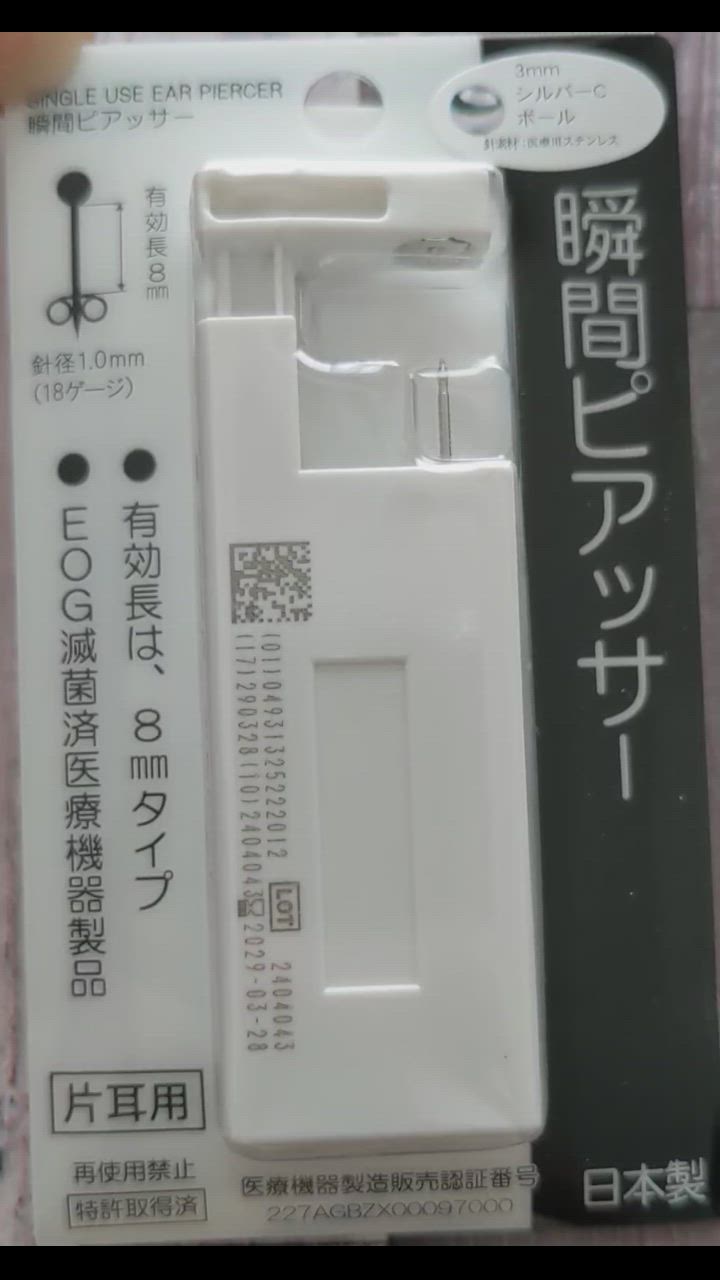 SINGLE USE EAR PIERCER
瞬間ピアッサー
3mm
シルバーC
ボール
針素材:医療用ステンレス
瞬間ピアッサー
有効長8mm
針径1.0mm
(18ゲージ)
● 有効長は、8mmタイプ
● EOG滅菌済医療機器製品
(01)04931325222012
(17)290328(10)2404043
LOT 2404043
2029-03-28
片耳用
再使用禁止
特許取得済
医療機器製造販売認証番号
227AGBZX00097000
日本製